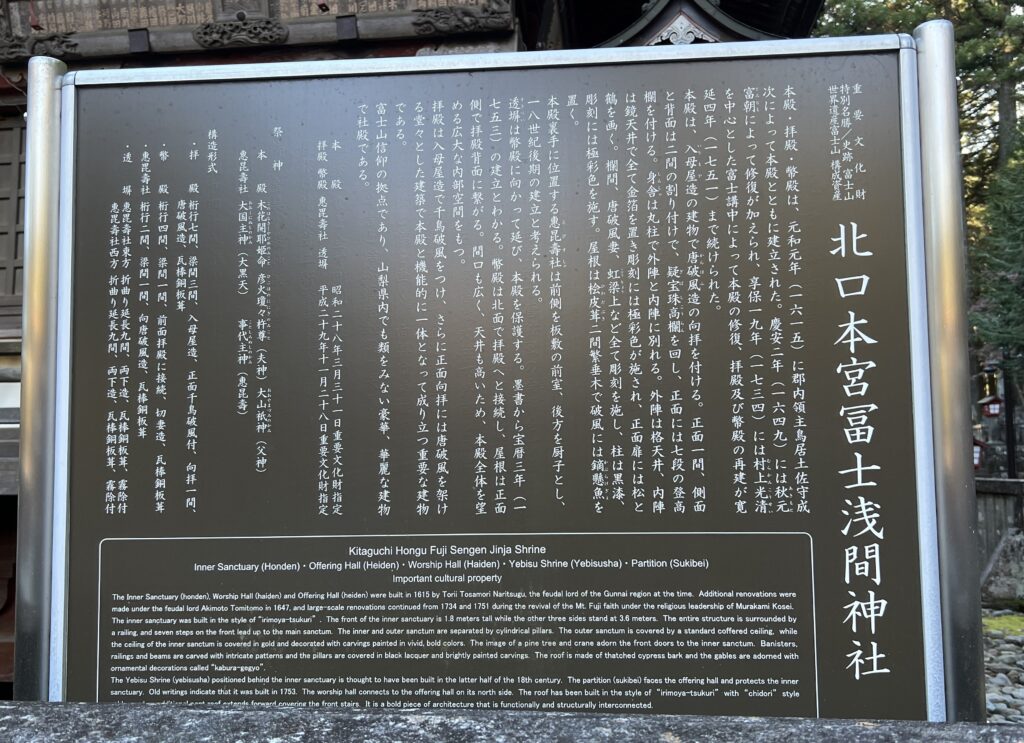 重要文化財
特別名勝／史跡 富士山
世界遺産富士山 構成資産
北口本宮冨士浅間神社
本殿・拝殿・幣殿は、元和元年（一六一五）に郡内領主鳥居土佐守成
次によって本殿とともに建立された。慶安二年（一六四九）には秋元
富朝によって修復が加えられ、享保一九年（一七三四）には村上光清
を中心とした富士講中によって本殿の修復、拝殿及び幣殿の再建が寛
延四年（一七五一）まで続けられた。
本殿は、入母屋造の建物で唐破風造の向拝を付ける。正面一間、側面
と背面は二間の割り付けで、疑宝珠高欄を回し、正面には七段の登高
欄を付ける。身舎は丸柱で外陣と内陣に別れる。外陣は格天井、内陣
は鏡天井で全て金箔を置き彫刻には極彩色が施され、正面扉には松と
鶴を画く。欄間、唐破風妻、虹梁上など全て彫刻を施し、柱は黒漆、
彫刻には極彩色を施す。屋根は桧皮葺二間繁垂木で破風には鏑懸魚を
置く。
本殿裏手に位置する恵毘壽社は前側を板敷の前室、後方を厨子とし、
一八世紀後期の建立と考えられる。
透塀は幣殿に向かって延び、本殿を保護する。墨書から宝暦三年（一
七五三）の建立とわかる。幣殿は北面で拝殿へと接続し、屋根は正面
側で拝殿背面に繋がる。間口も広く、天井も高いため、本殿全体を望
める広大な内部空間をもつ。
拝殿は入母屋造で千鳥破風をつけ、さらに正面向拝には唐破風を架け
る堂々とした建築で本殿と機能的に一体となって成り立つ重要な建物
である。
富士山信仰の拠点であり、山梨県内でも類をみない豪華、華麗な建物
で社殿である。
本殿 昭和二十八年三月三十一日重要文化財指定
拝殿 幣殿 恵毘壽社 透塀 平成二十九年十一月二十八日重要文化財指定
祭神
本殿 木花開耶姫命 彦火瓊々杵尊（夫神）大山祇神（父神）
恵毘壽社 大国主神（大黒天） 事代主神（恵毘壽）
構造形式
・拝殿 桁行七間、梁間三間、入母屋造、正面千鳥破風付、向拝一間、
唐破風造、瓦棒銅板葺
・幣殿 桁行四間、梁間一間、前面拝殿に接続、切妻造、瓦棒銅板葺
・恵毘壽社 桁行二間、梁間一間、向唐破風造、瓦棒銅板葺
・透塀 恵毘壽社東方 折曲り延長九間、両下造、瓦棒銅板葺、霧除付
恵毘壽社西方 折曲り延長九間、両下造、瓦棒銅板葺、霧除付
Kitaguchi Hongu Fuji Sengen Jinja Shrine
Inner Sanctuary (Honden)・Offering Hall (Heiden)・Worship Hall (Haiden)・Yebisu Shrine (Yebisusha)・Partition (Sukibei)
Important cultural property
The Inner Sanctuary (honden), Worship Hall (haiden) and Offering Hall (heiden) were built in 1615 by Torii Tosamori Naritsugu, the feudal lord of the Gunnai region at the time. Additional renovations were
made under the feudal lord Akimoto Tomitomo in 1647, and large-scale renovations continued from 1734 and 1751 during the revival of the Mt. Fuji faith under the religious leadership of Murakami Kosei.
The inner sanctuary was built in the style of "irimoya-tsukuri". The front of the inner sanctuary is 1.8 meters tall while the other three sides stand at 3.6 meters. The entire structure is surrounded by
a railing, and seven steps on the front lead up to the main sanctum. The inner and outer sanctum are separated by cylindrical pillars. The outer sanctum is covered by a standard coffered ceiling, while
the ceiling of the inner sanctum is covered in gold and decorated with carvings painted in vivid, bold colors. The image of a pine tree and crane adorn the front doors to the inner sanctum. Banisters,
railings and beams are carved with intricate patterns and the pillars are covered in black lacquer and brightly painted carvings. The roof is made of thatched cypress bark and the gables are adorned with
ornamental decorations called "kabura-gegyo".
The Yebisu Shrine (yebisusha) positioned behind the inner sanctuary is thought to have been built in the latter half of the 18th century. The partition (sukibei) faces the offering hall and protects the inner
sanctuary. Old writings indicate that it was built in 1753. The worship hall connects to the offering hall on its north side. The roof has been built in the style of "irimoya-tsukuri" with "chidori" style
roof extends forward covering the front stairs. It is a bold piece of architecture that is functionally and structurally interconnected.